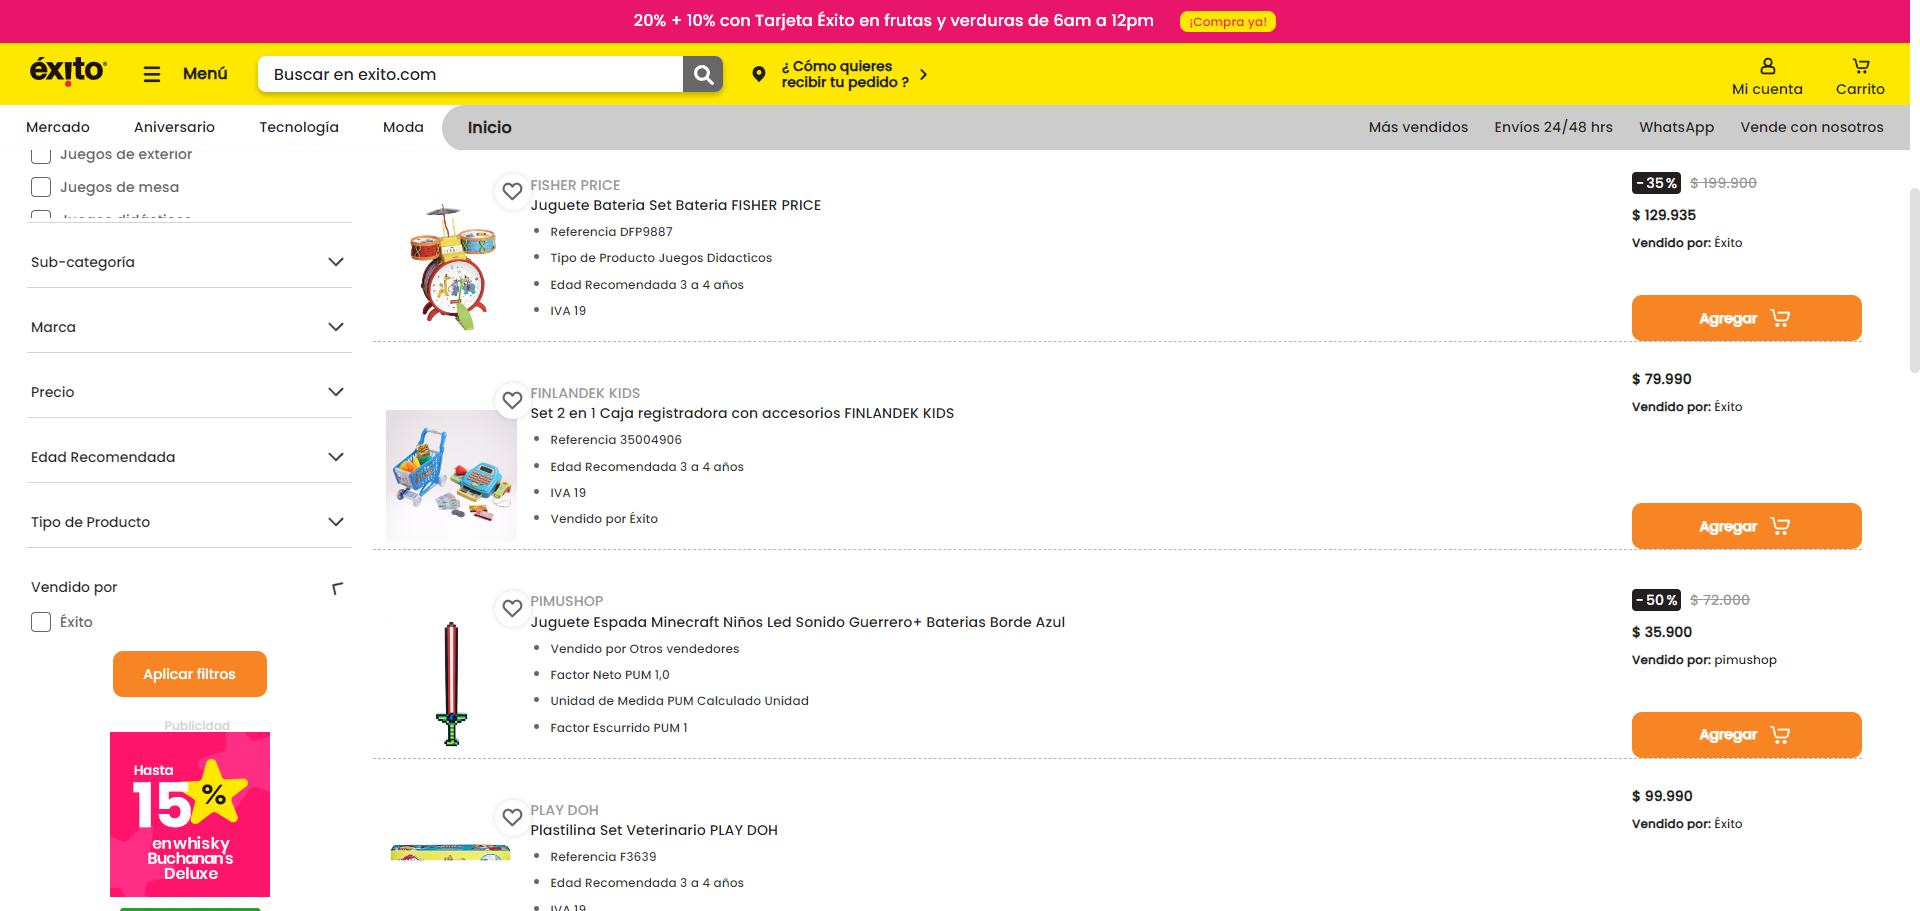 20% + 10% con Tarjeta Éxito en frutas y verduras de 6am a 12pm
¡Compra ya!
éxito
Menú
Buscar en exito.com
¿ Cómo quieres
recibir tu pedido ?
Mi cuenta
Carrito
Mercado
Aniversario
Tecnología
Moda
Inicio
Más vendidos
Envíos 24/48 hrs
WhatsApp
Vende con nosotros
Juegos de exterior
Juegos de mesa
Juegos didácticos
Sub-categoría
Marca
Precio
Edad Recomendada
Tipo de Producto
Vendido por
Éxito
Aplicar filtros
Publicidad
Hasta
15%
en whisky
Buchanan's
Deluxe
FISHER PRICE
Juguete Bateria Set Bateria FISHER PRICE
Referencia DFP9887
Tipo de Producto Juegos Didacticos
Edad Recomendada 3 a 4 años
IVA 19
-35% $ 199.900
$ 129.935
Vendido por: Éxito
Agregar
FINLANDEK KIDS
Set 2 en 1 Caja registradora con accesorios FINLANDEK KIDS
Referencia 35004906
Edad Recomendada 3 a 4 años
IVA 19
Vendido por Éxito
$ 79.990
Vendido por: Éxito
Agregar
PIMUSHOP
Juguete Espada Minecraft Niños Led Sonido Guerrero+ Baterias Borde Azul
Vendido por Otros vendedores
Factor Neto PUM 1,0
Unidad de Medida PUM Calculado Unidad
Factor Escurrido PUM 1
-50% $ 72.000
$ 35.900
Vendido por: pimushop
Agregar
PLAY DOH
Plastilina Set Veterinario PLAY DOH
Referencia F3639
Edad Recomendada 3 a 4 años
IVA 19
$ 99.990
Vendido por: Éxito